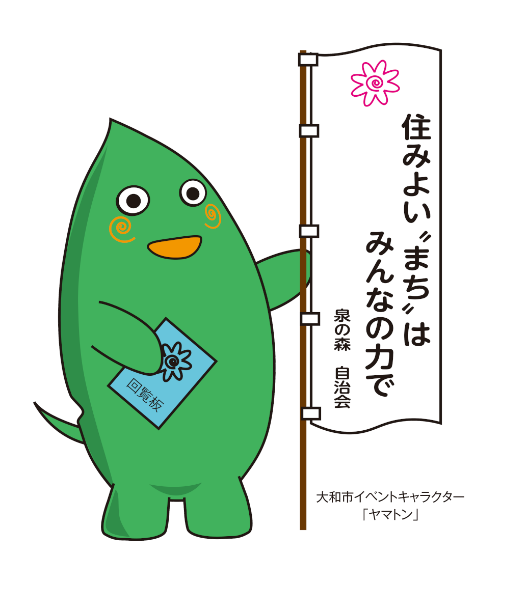 住みよい〝まち〟は
みんなの力で
泉の森 自治会
回覧板
大和市イベントキャラクター
「ヤマトン」